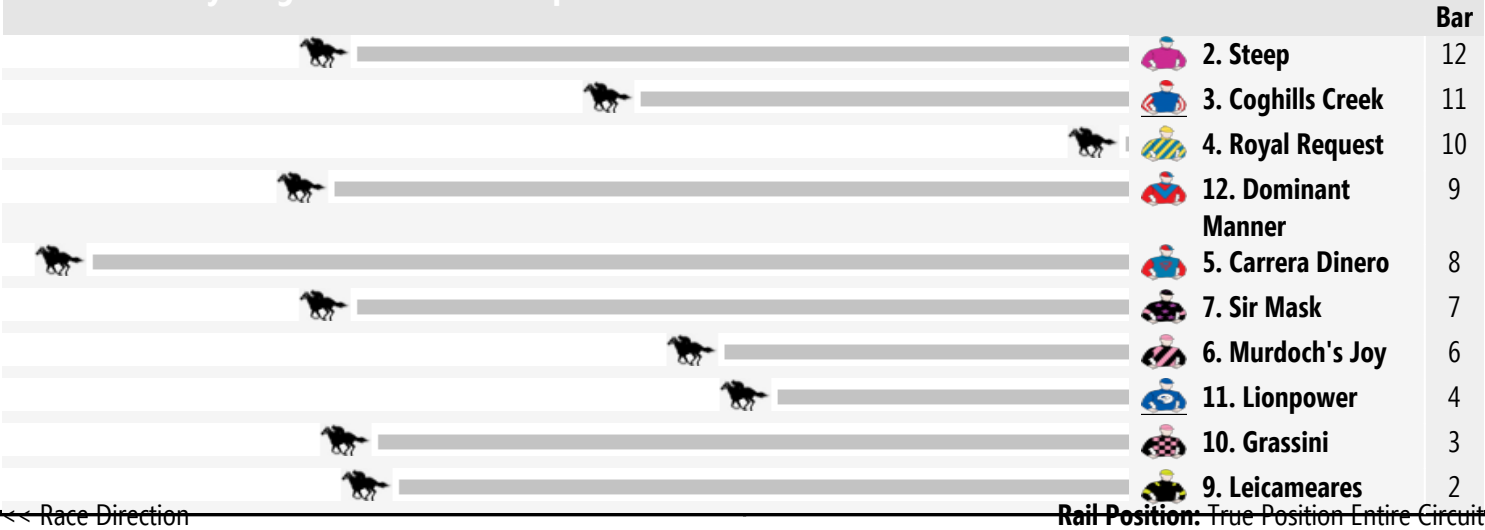 Bar
2. Steep 12
3. Coghills Creek 11
4. Royal Request 10
12. Dominant 9
Manner
5. Carrera Dinero 8
7. Sir Mask 7
6. Murdoch's Joy 6
11. Lionpower 4
10. Grassini 3
9. Leicameares 2
<< Race Direction Rail Position: True Position Entire Circuit